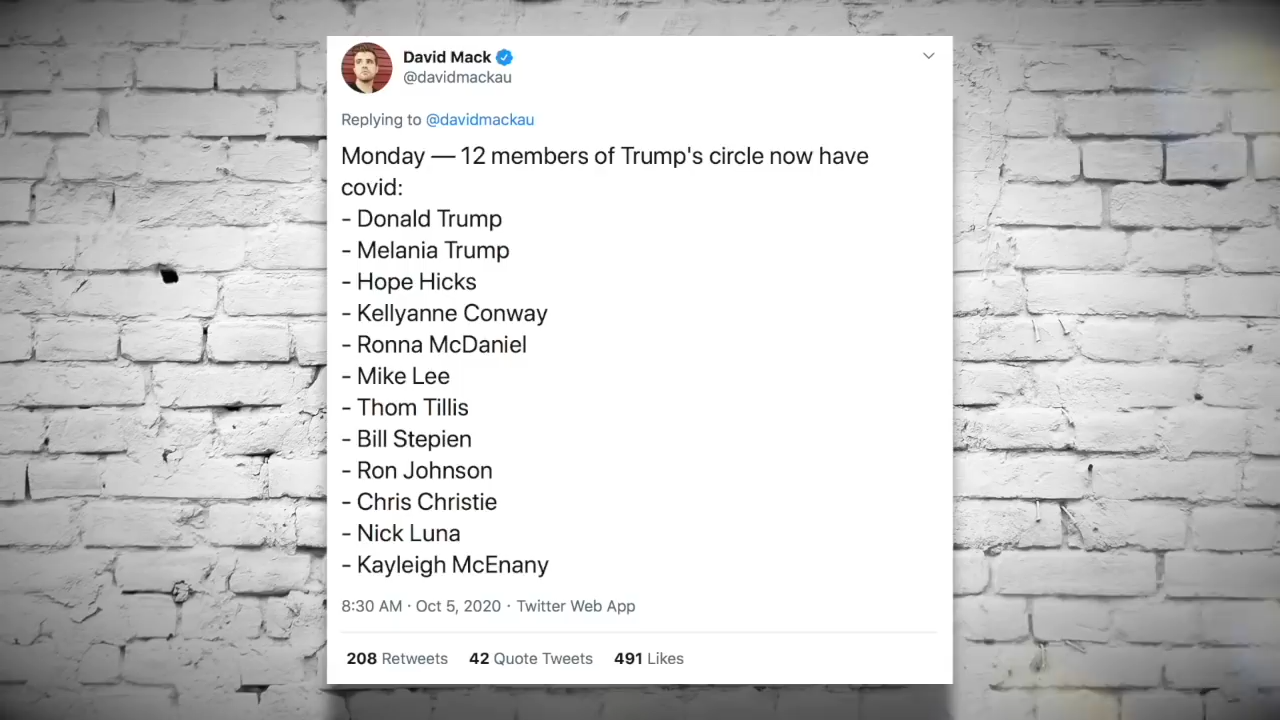 David Mack
@davidmackau
Replying to @davidmackau
Monday — 12 members of Trump's circle now have
covid:
- Donald Trump
- Melania Trump
- Hope Hicks
- Kellyanne Conway
- Ronna McDaniel
- Mike Lee
- Thom Tillis
- Bill Stepien
- Ron Johnson
- Chris Christie
- Nick Luna
- Kayleigh McEnany
8:30 AM · Oct 5, 2020 · Twitter Web App
208 Retweets 42 Quote Tweets 491 Likes